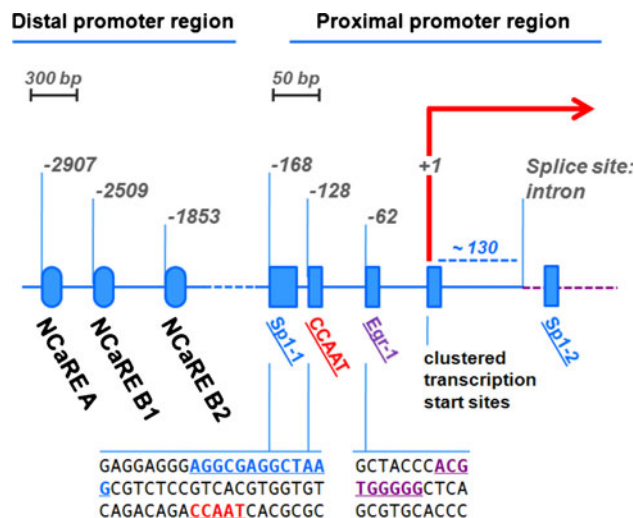 Distal promoter region
Proximal promoter region
300 bp
50 bp
-2907
-2509
-1853
-168
-128
-62
+1
Splice site:
intron
~ 130
NCaRE A
NCaRE B1
NCaRE B2
Sp1-1
CCAAT
Egr-1
clustered
transcription
start sites
Sp1-2
GAGGAGGGAGGCGAGGCTAA
GCGTCTCCGTCACGTGGTGT
CAGACAGACCAATCACGCGC
GCTACCCACG
TGGGGGCTCA
GCGTGCACCC